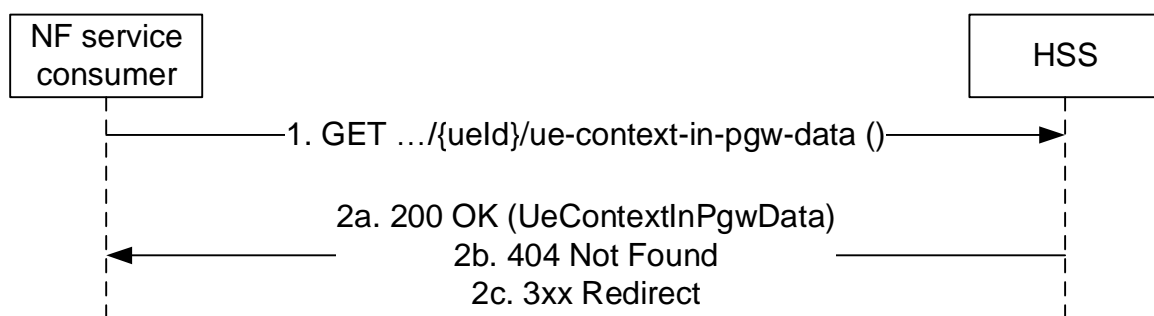 NF service
consumer
HSS
1. GET …/{ueId}/ue-context-in-pgw-data ()
2a. 200 OK (UeContextInPgwData)
2b. 404 Not Found
2c. 3xx Redirect